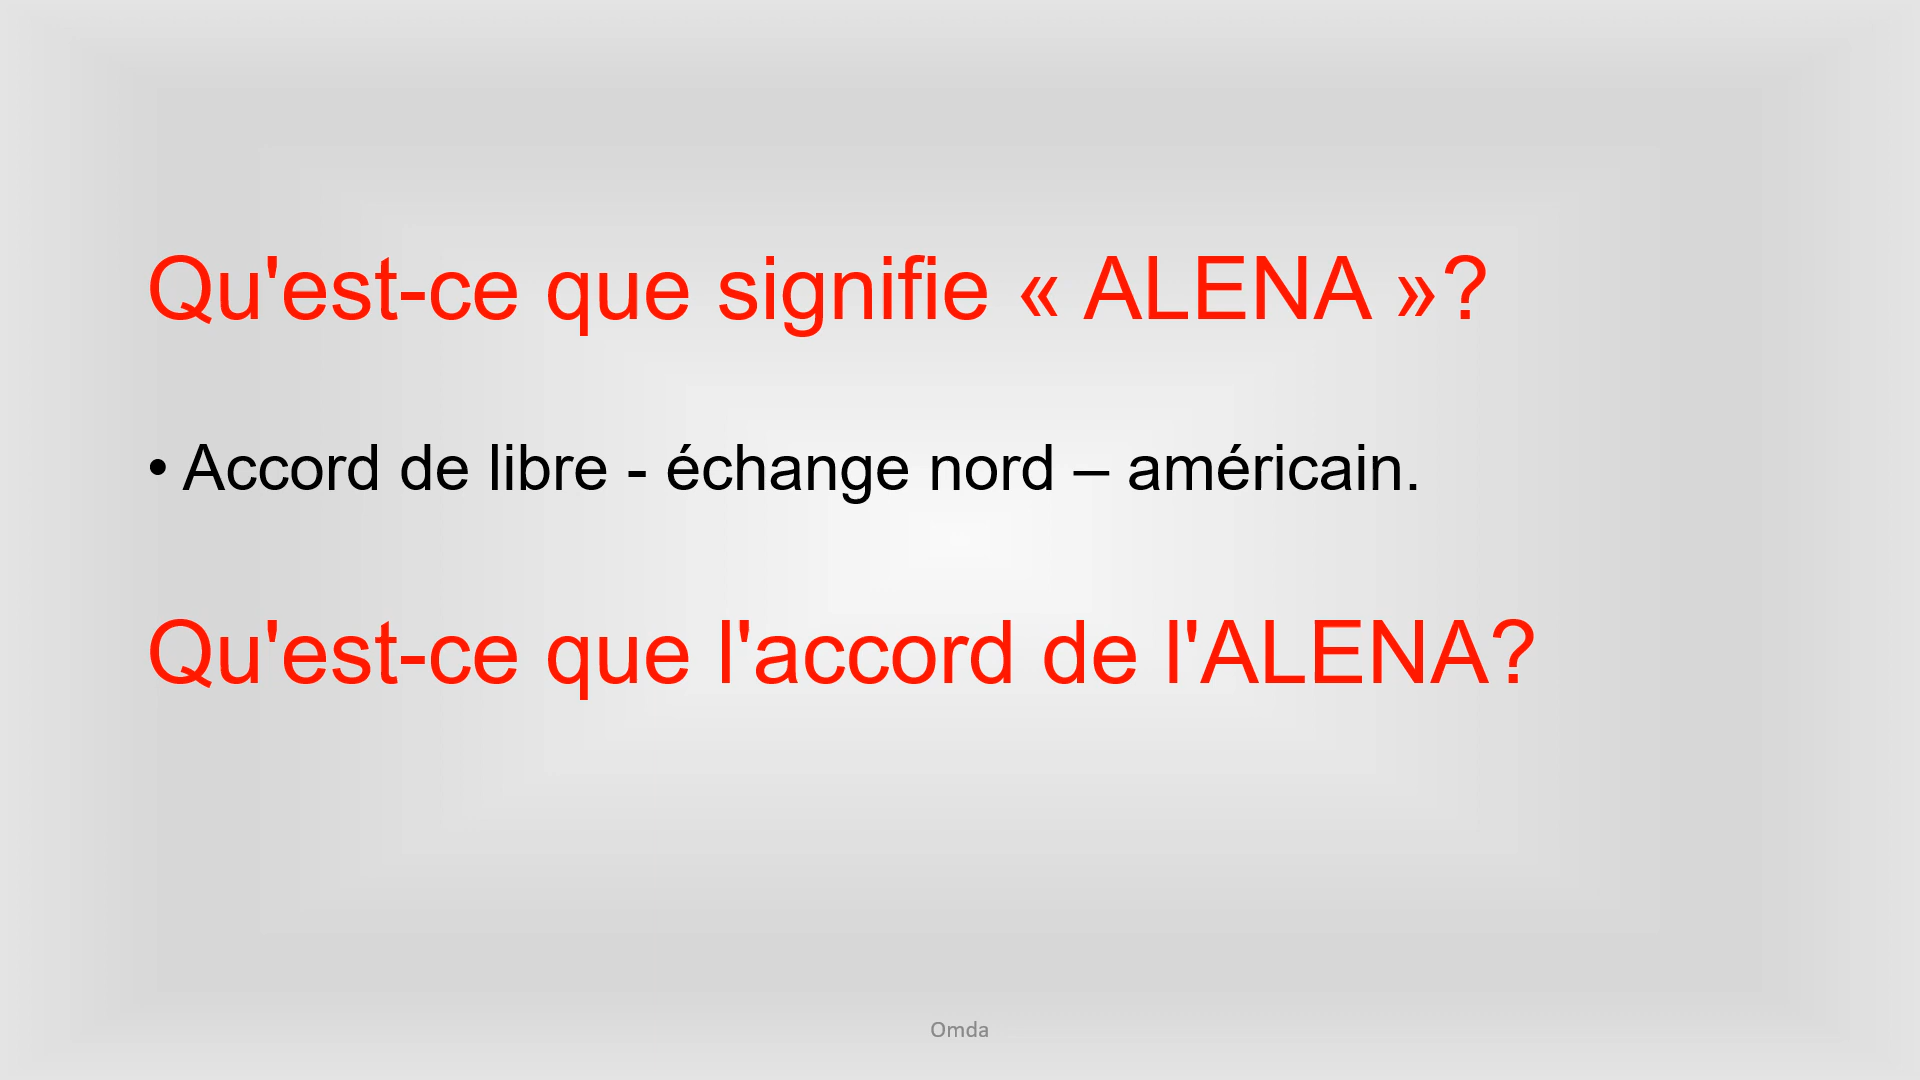 Qu'est-ce que signifie « ALENA »?
• Accord de libre - échange nord – américain.
Qu'est-ce que l'accord de l'ALENA?
Omda